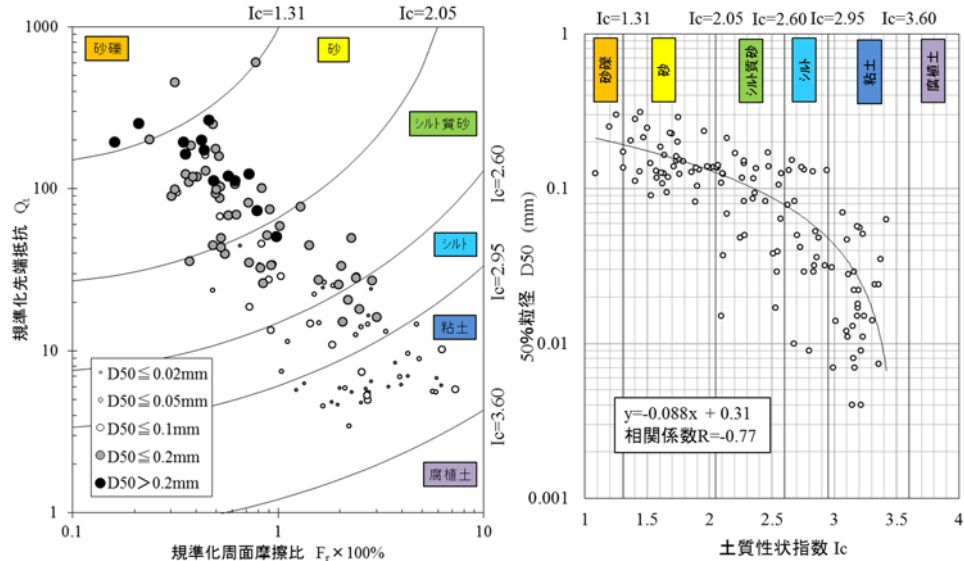 Ic=1.31
Ic=2.05
1000
100
10
1
規準化先端抵抗 Qt
砂礫
砂
シルト質砂
シルト
粘土
腐植土
Ic=2.60
Ic=2.95
Ic=3.60
D50≦0.02mm
D50≦0.05mm
D50≦0.1mm
D50≦0.2mm
D50＞0.2mm
0.1
1
10
規準化周面摩擦比 Fr×100%
Ic=1.31
Ic=2.05
Ic=2.60
Ic=2.95
Ic=3.60
砂礫
砂
シルト質砂
シルト
粘土
腐植土
1
0.1
0.01
0.001
50%粒径 D50 (mm)
y=-0.088x + 0.31
相関係数R=-0.77
1
1.5
2
2.5
3
3.5
4
土質性状指数 Ic